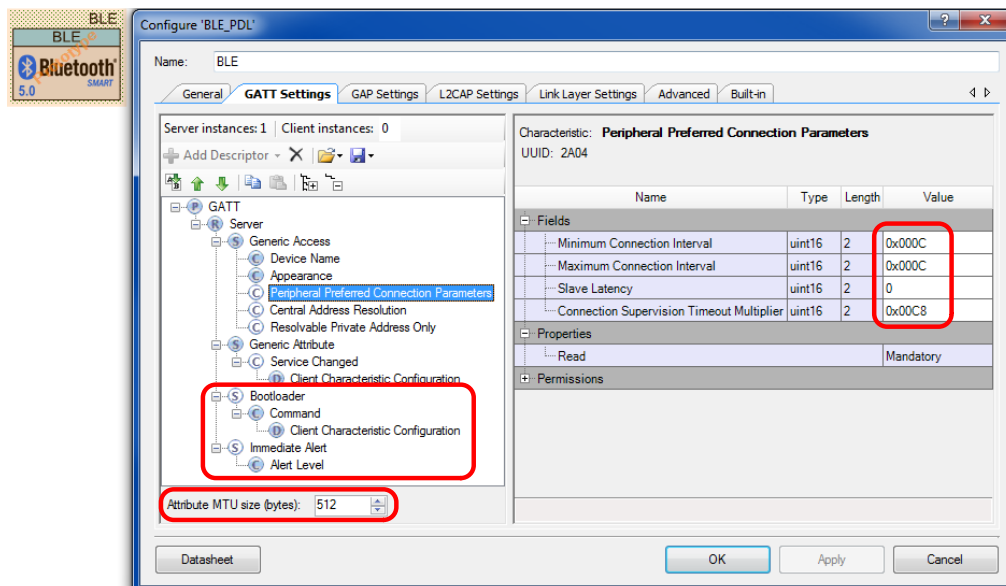 BLE
BLE
Prototype
Bluetooth
SMART
5.0
Configure 'BLE_PDL'
Name: BLE
General GATT Settings GAP Settings L2CAP Settings Link Layer Settings Advanced Built-in
Server instances: 1 Client instances: 0
Add Descriptor
GATT
Server
Generic Access
Device Name
Appearance
Peripheral Preferred Connection Parameters
Central Address Resolution
Resolvable Private Address Only
Generic Attribute
Service Changed
Client Characteristic Configuration
Bootloader
Command
Client Characteristic Configuration
Immediate Alert
Alert Level
Attribute MTU size (bytes): 512
Characteristic: Peripheral Preferred Connection Parameters
UUID: 2A04
Name Type Length Value
Fields
Minimum Connection Interval uint16 2 0x000C
Maximum Connection Interval uint16 2 0x000C
Slave Latency uint16 2 0
Connection Supervision Timeout Multiplier uint16 2 0x00C8
Properties
Read Mandatory
Permissions
Datasheet OK Apply Cancel